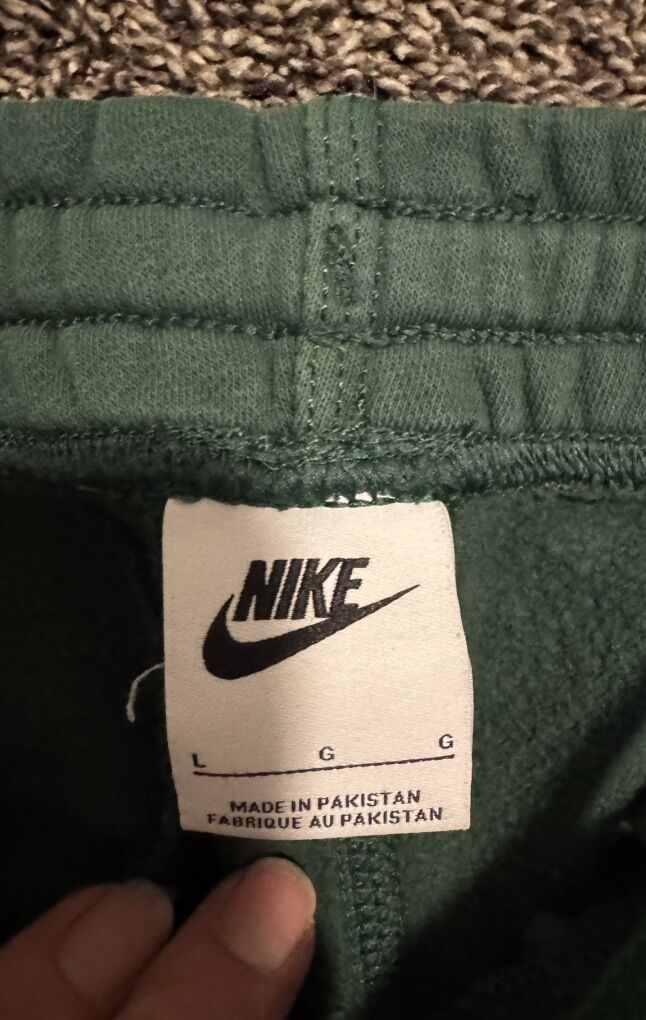 NIKE
L G G
MADE IN PAKISTAN
FABRIQUE AU PAKISTAN